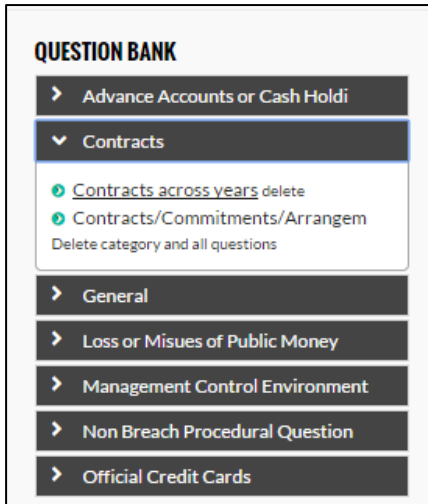 QUESTION BANK
Advance Accounts or Cash Holdi
Contracts
Contracts across years delete
Contracts/Commitments/Arrangem
Delete category and all questions
General
Loss or Misues of Public Money
Management Control Environment
Non Breach Procedural Question
Official Credit Cards